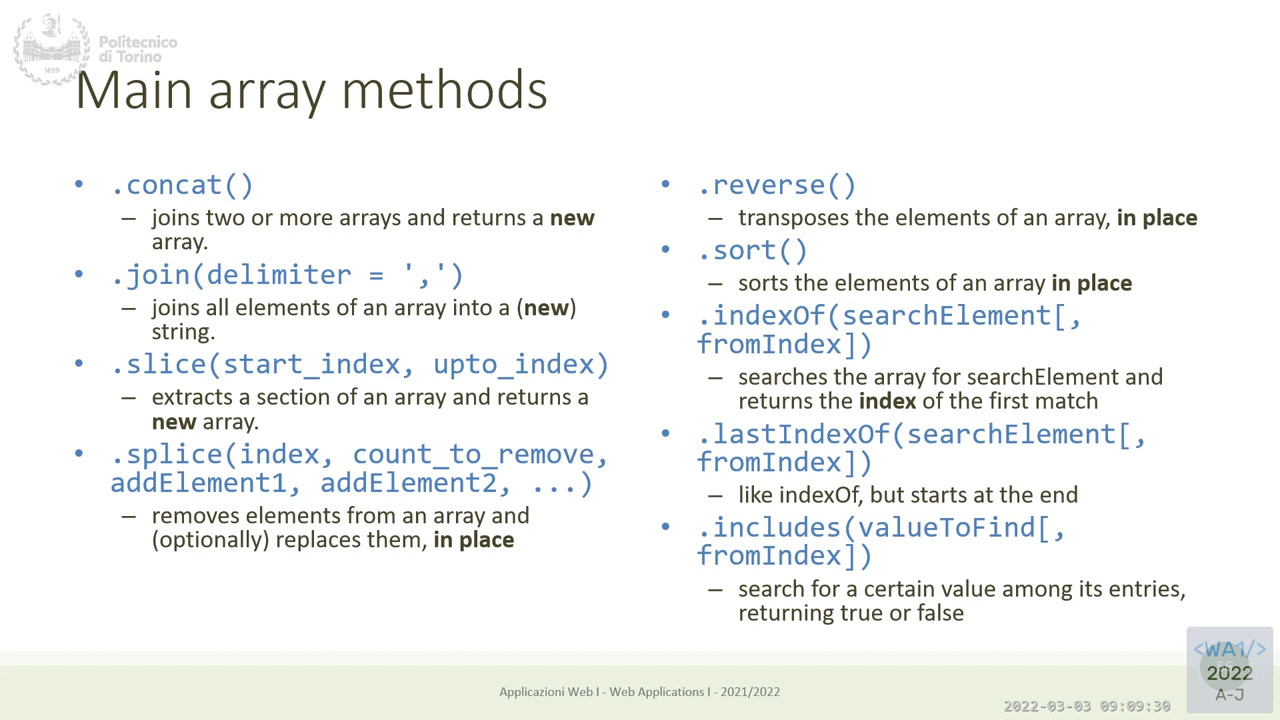 Politecnico
di Torino
1859
Main array methods
• .concat()
– joins two or more arrays and returns a new
array.
• .join(delimiter = ',')
– joins all elements of an array into a (new)
string.
• .slice(start_index, upto_index)
– extracts a section of an array and returns a
new array.
• .splice(index, count_to_remove,
addElement1, addElement2, ...)
– removes elements from an array and
(optionally) replaces them, in place
• .reverse()
– transposes the elements of an array, in place
• .sort()
– sorts the elements of an array in place
• .indexOf(searchElement[,
fromIndex])
– searches the array for searchElement and
returns the index of the first match
• .lastIndexOf(searchElement[,
fromIndex])
– like indexOf, but starts at the end
• .includes(valueToFind[,
fromIndex])
– search for a certain value among its entries,
returning true or false
Applicazioni Web I - Web Applications I - 2021/2022
<WA1/>
2022
A-J
2022-03-03 09:09:30